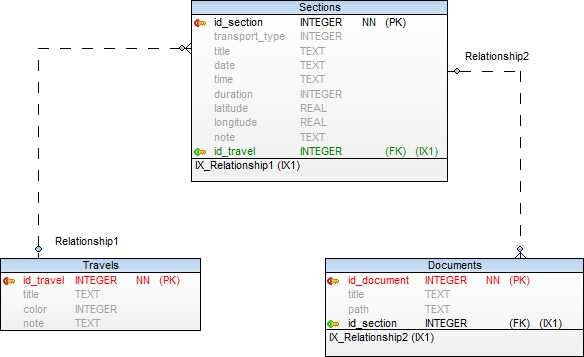 Sections
id_section INTEGER NN (PK)
transport_type INTEGER
title TEXT
date TEXT
time TEXT
duration INTEGER
latitude REAL
longitude REAL
note TEXT
id_travel INTEGER (FK) (IX1)
IX_Relationship1 (IX1)
Relationship2
Relationship1
Travels
id_travel INTEGER NN (PK)
title TEXT
color INTEGER
note TEXT
Documents
id_document INTEGER NN (PK)
title TEXT
path TEXT
id_section INTEGER (FK) (IX1)
IX_Relationship2 (IX1)